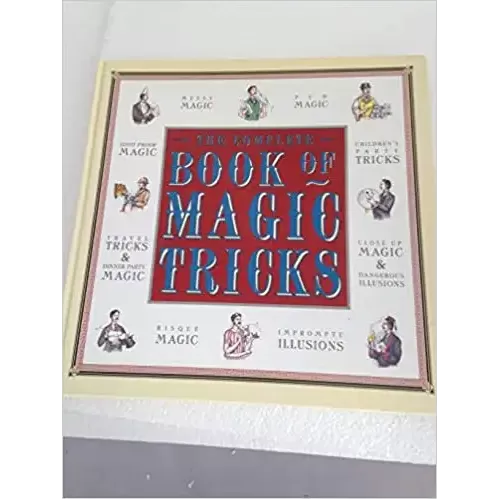 MESSY
MAGIC
PUB
MAGIC
THE COMPLETE
BOOK OF
MAGIC
TRICKS
FOOL PROOF
MAGIC
CHILDREN'S
PARTY
TRICKS
TRAVEL
TRICKS
&
DINNER PARTY
MAGIC
CLOSE UP
MAGIC
&
DANGEROUS
ILLUSIONS
RISQUE
MAGIC
IMPROMPTU
ILLUSIONS